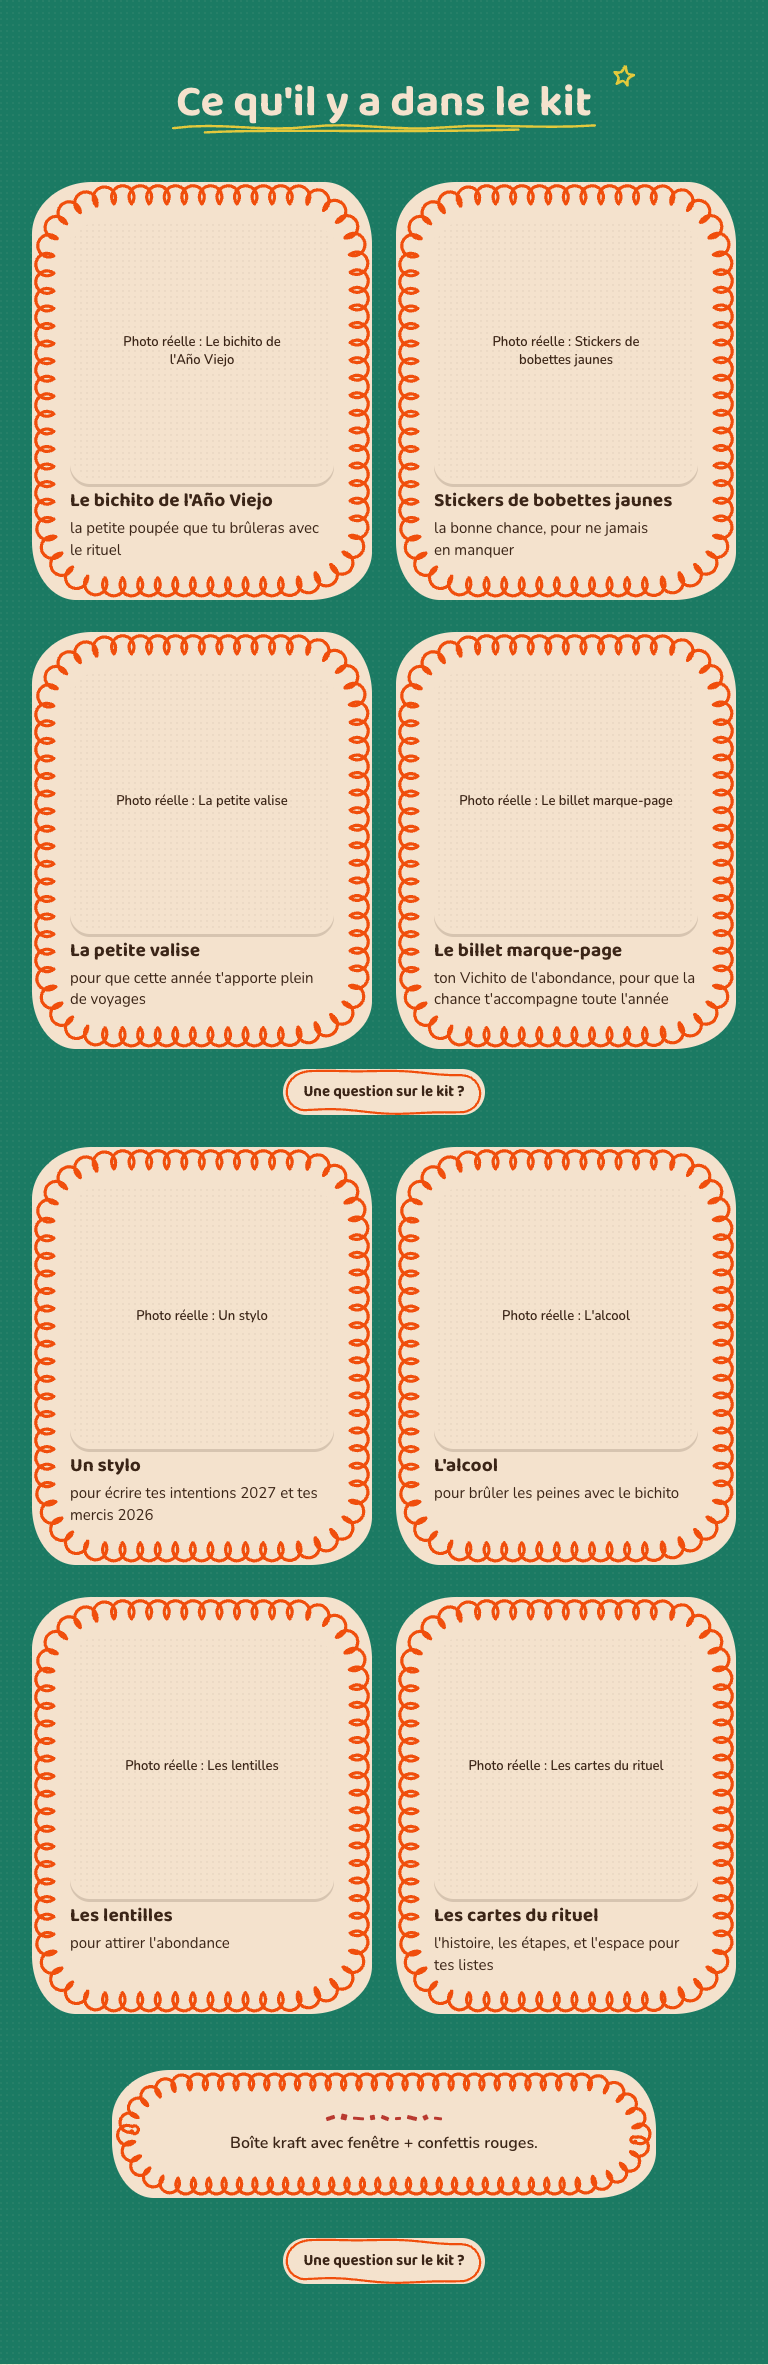 Ce qu'il y a dans le kit
Photo réelle : Le bichito de
l'Año Viejo
Le bichito de l'Año Viejo
la petite poupée que tu brûleras avec
le rituel
Photo réelle : Stickers de
bobettes jaunes
Stickers de bobettes jaunes
la bonne chance, pour ne jamais
en manquer
Photo réelle : La petite valise
La petite valise
pour que cette année t'apporte plein
de voyages
Photo réelle : Le billet marque-page
Le billet marque-page
ton Vichito de l'abondance, pour que la
chance t'accompagne toute l'année
Une question sur le kit ?
Photo réelle : Un stylo
Un stylo
pour écrire tes intentions 2027 et tes
mercis 2026
Photo réelle : L'alcool
L'alcool
pour brûler les peines avec le bichito
Photo réelle : Les lentilles
Les lentilles
pour attirer l'abondance
Photo réelle : Les cartes du rituel
Les cartes du rituel
l'histoire, les étapes, et l'espace pour
tes listes
Boîte kraft avec fenêtre + confettis rouges.
Une question sur le kit ?